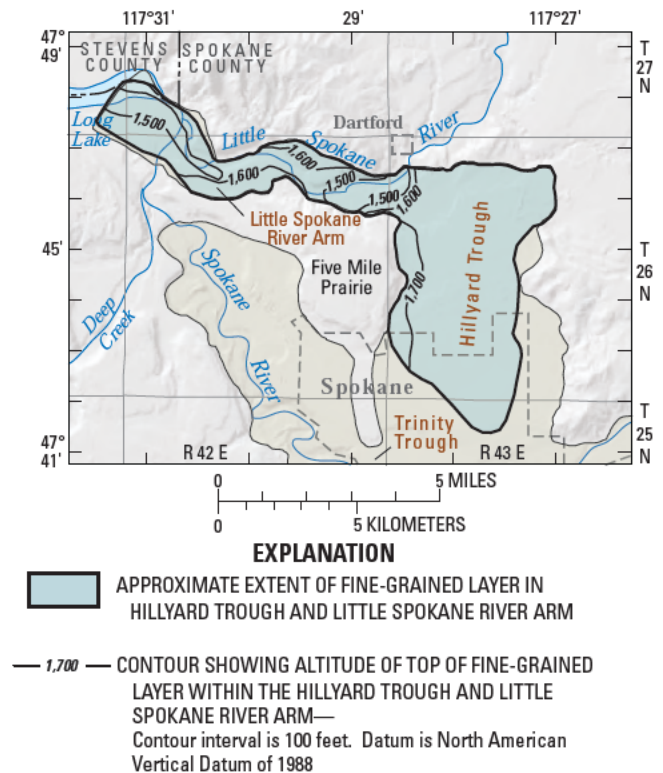 117°31' 29' 117°27'
47°
49'
STEVENS SPOKANE
COUNTY COUNTY
T
27
N
Long
Lake
1,500
Little Spokane River
Dartford
1,600
1,600
1,500
1,500
1,600
Little Spokane
River Arm
45'
Five Mile
Prairie
1,700
Hillyard Trough
T
26
N
Spokane
River
Deep
Creek
Spokane
Trinity
Trough
T
25
N
47°
41'
R 42 E R 43 E
0 5 MILES
0 5 KILOMETERS
EXPLANATION
APPROXIMATE EXTENT OF FINE-GRAINED LAYER IN
HILLYARD TROUGH AND LITTLE SPOKANE RIVER ARM
1,700 CONTOUR SHOWING ALTITUDE OF TOP OF FINE-GRAINED
LAYER WITHIN THE HILLYARD TROUGH AND LITTLE
SPOKANE RIVER ARM—
Contour interval is 100 feet. Datum is North American
Vertical Datum of 1988